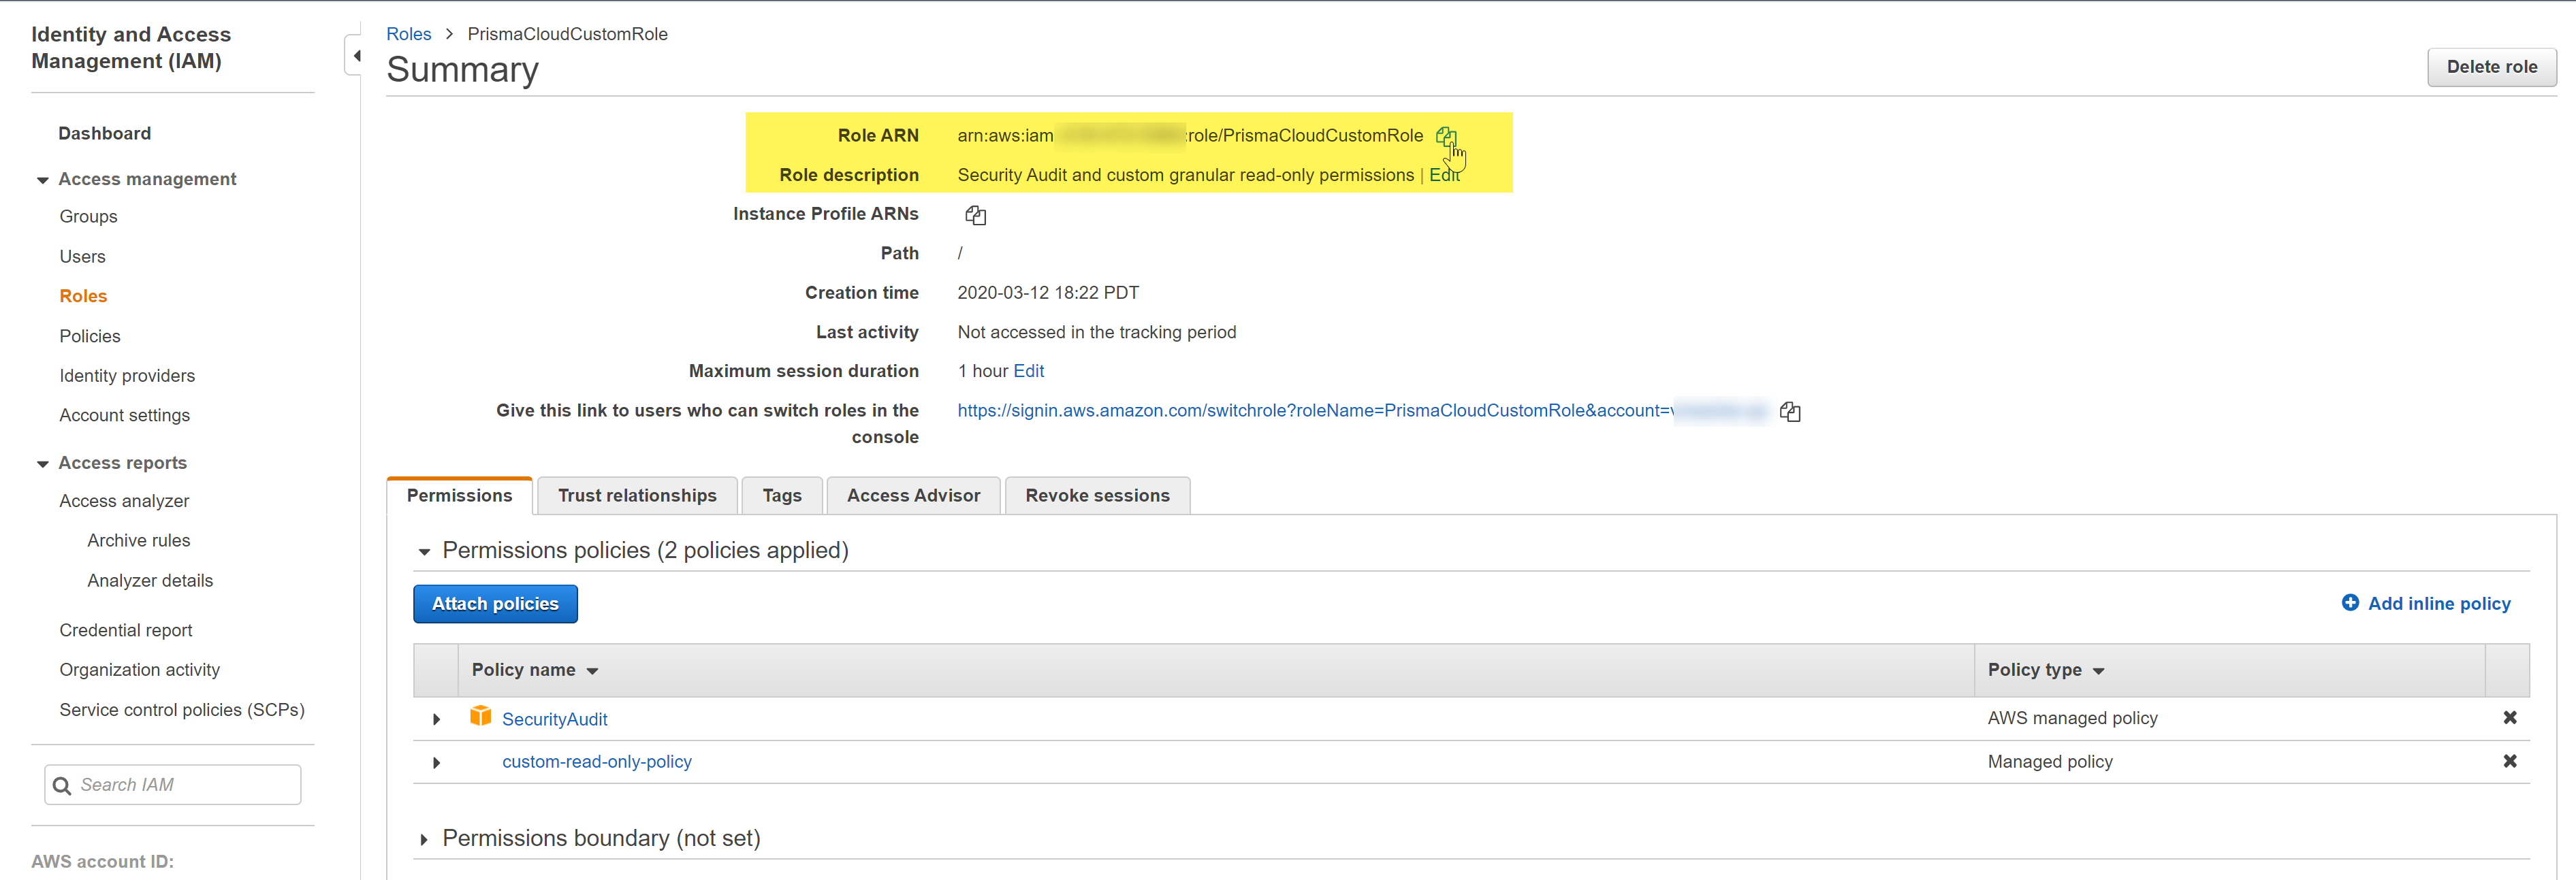 Identity and Access
Management (IAM)
Dashboard
Access management
Groups
Users
Roles
Policies
Identity providers
Account settings
Access reports
Access analyzer
Archive rules
Analyzer details
Credential report
Organization activity
Service control policies (SCPs)
Search IAM
AWS account ID:
Roles > PrismaCloudCustomRole
Summary
Delete role
Role ARN arn:aws:iam :role/PrismaCloudCustomRole
Role description Security Audit and custom granular read-only permissions | Edit
Instance Profile ARNs
Path /
Creation time 2020-03-12 18:22 PDT
Last activity Not accessed in the tracking period
Maximum session duration 1 hour Edit
Give this link to users who can switch roles in the https://signin.aws.amazon.com/switchrole?roleName=PrismaCloudCustomRole&account=
console
Permissions Trust relationships Tags Access Advisor Revoke sessions
Permissions policies (2 policies applied)
Attach policies Add inline policy
Policy name Policy type
SecurityAudit AWS managed policy
custom-read-only-policy Managed policy
Permissions boundary (not set)